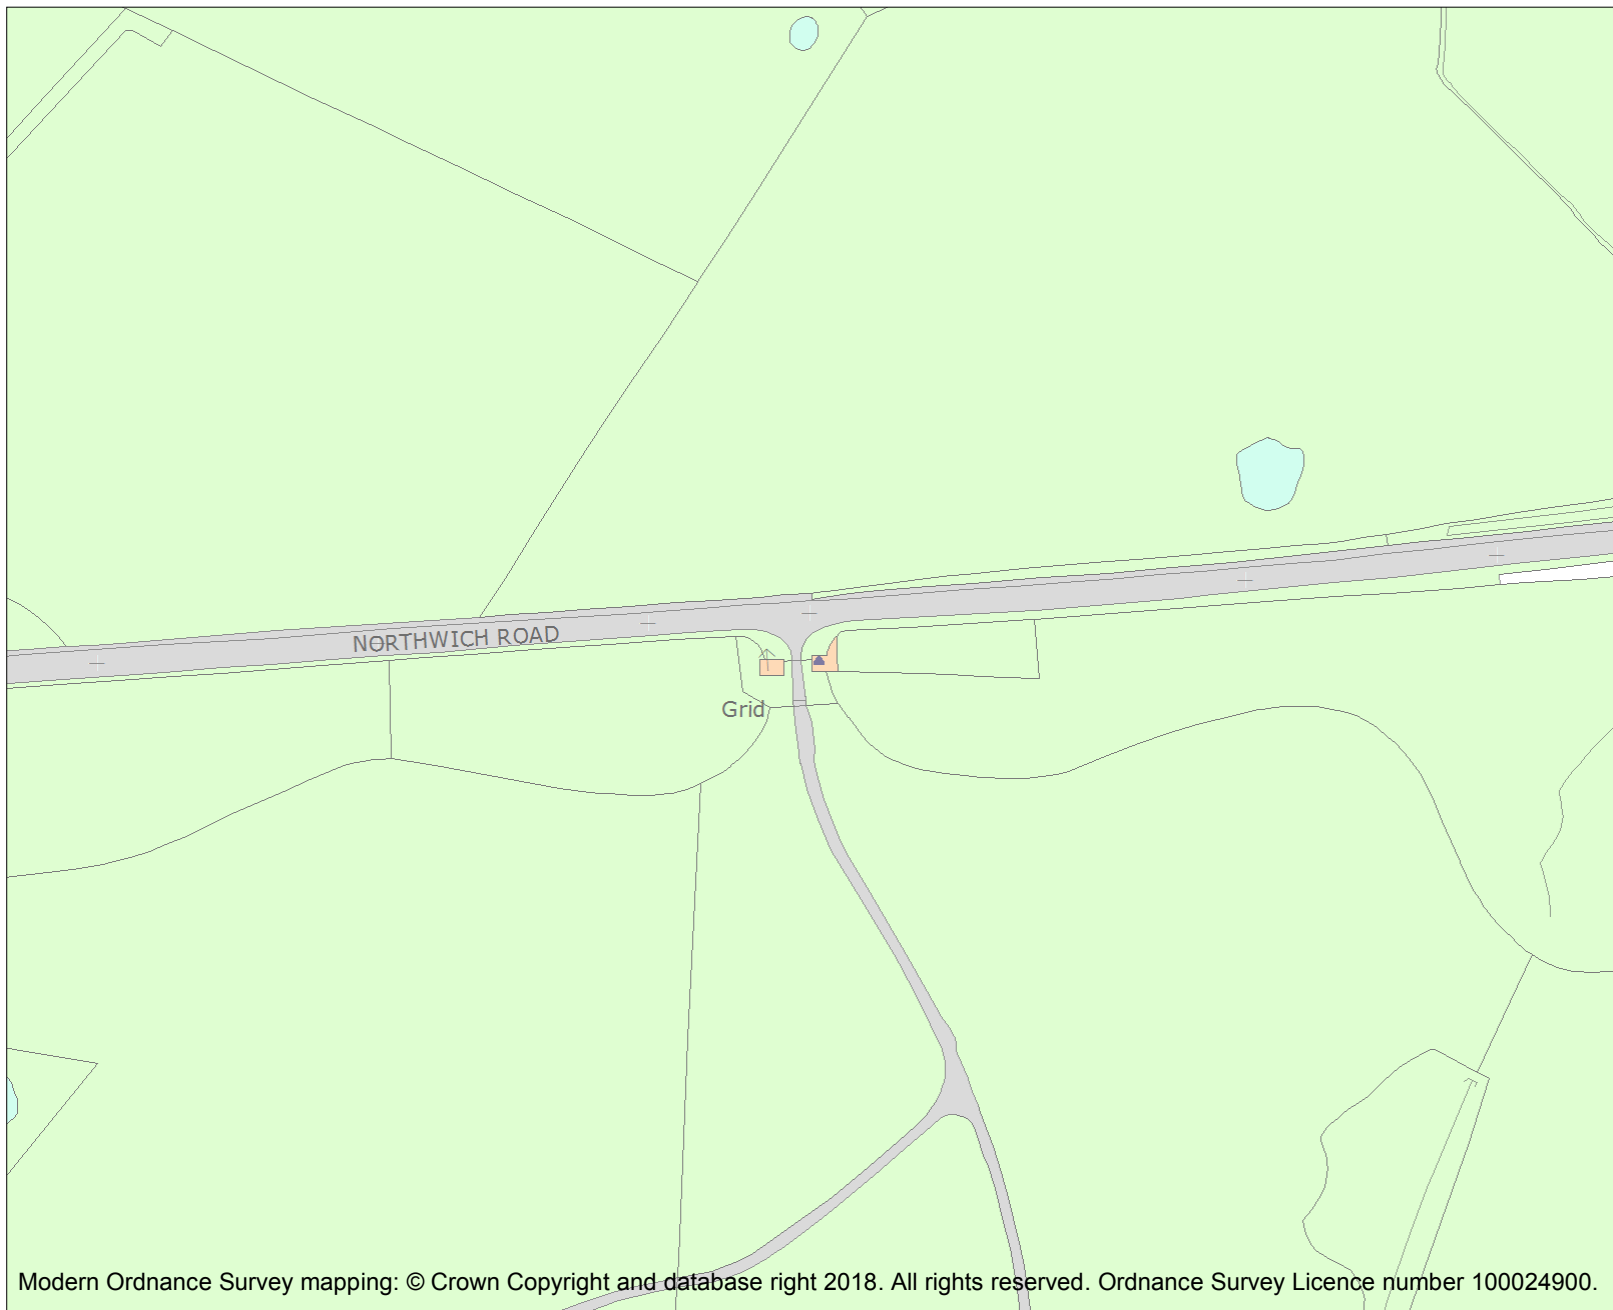 NORTHWICH ROAD
Grid
Modern Ordnance Survey mapping: © Crown Copyright and database right 2018. All rights reserved. Ordnance Survey Licence number 100024900.